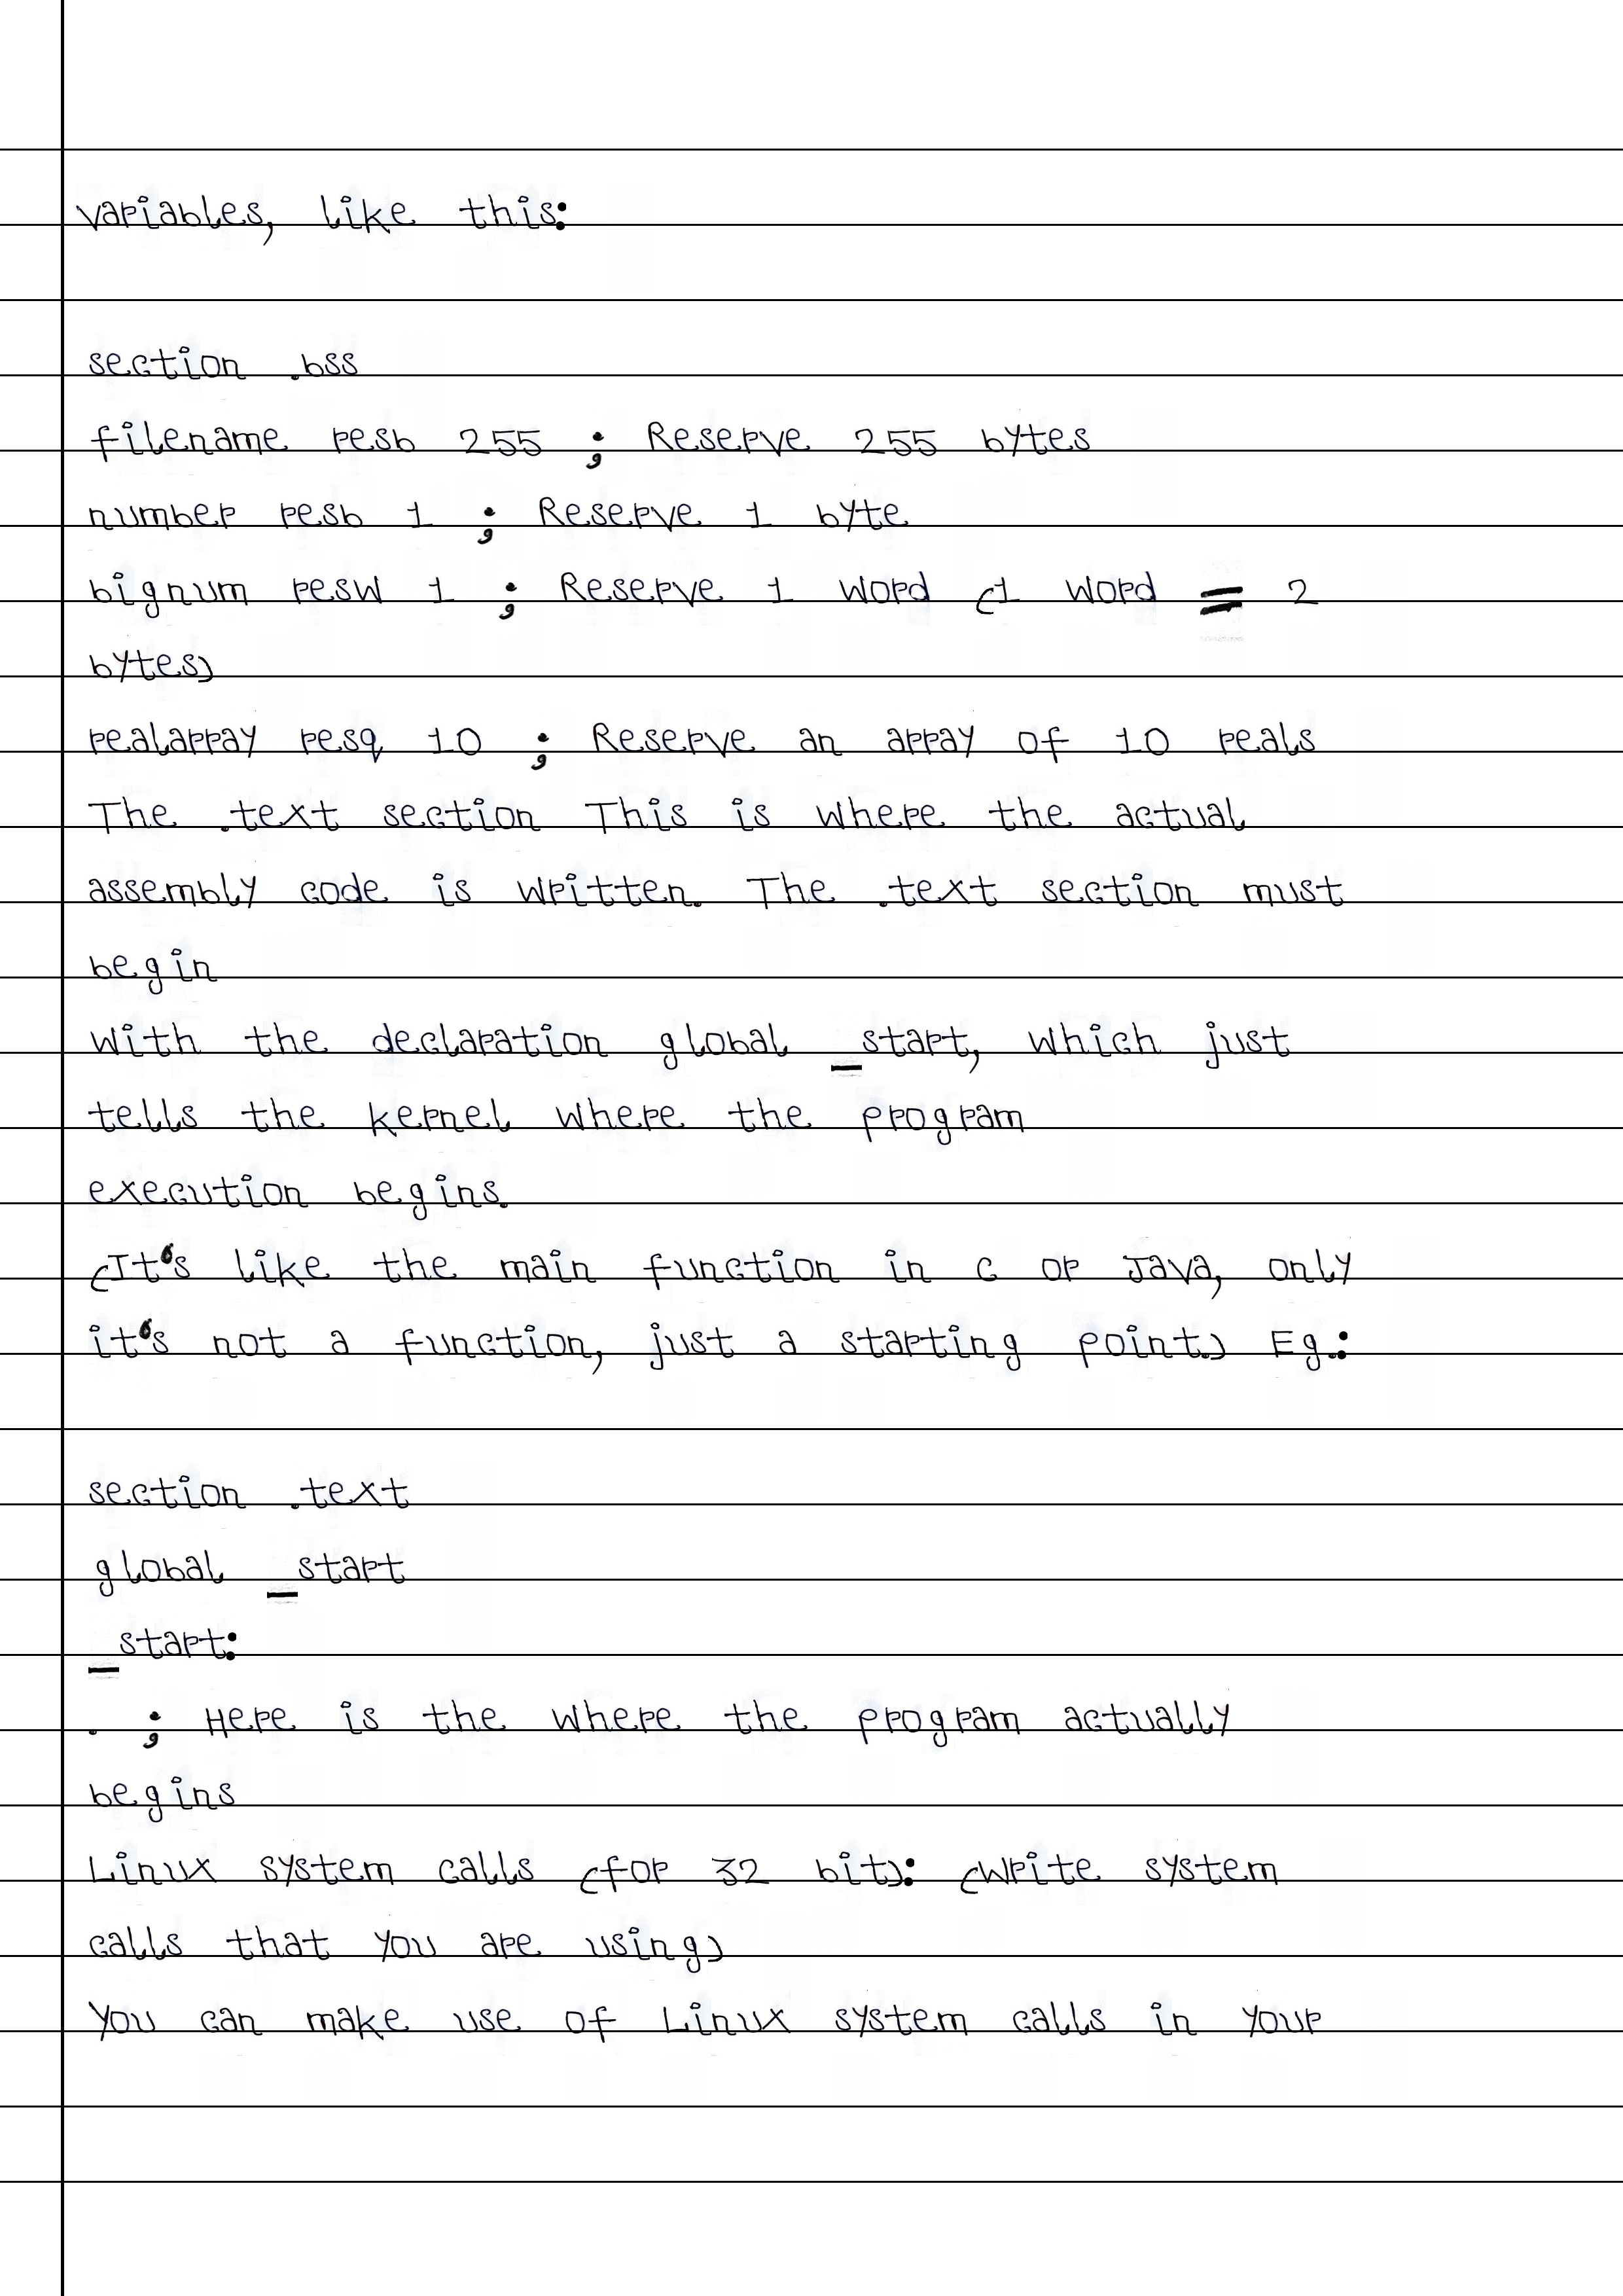 variables, like this:
section .bss
filename resb 255 ; Reserve 255 bytes
number resb 1 ; Reserve 1 byte
bignum resw 1 ; Reserve 1 word (1 word = 2
bytes)
realarray resq 10 ; Reserve an array of 10 reals
The .text section This is where the actual
assembly code is written. The .text section must
begin
with the declaration global _start, which just
tells the kernel where the program
execution begins.
(It's like the main function in C or Java, only
it's not a function, just a starting point.) Eg.:
section .text
global _start
_start:
. ; Here is the where the program actually
begins
Linux system calls (for 32 bit): (Write system
calls that you are using)
You can make use of Linux system calls in your